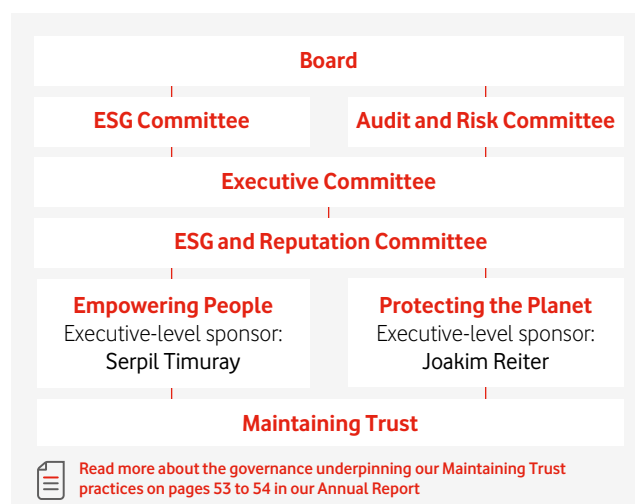 Board
ESG Committee
Audit and Risk Committee
Executive Committee
ESG and Reputation Committee
Empowering People
Executive-level sponsor:
Serpil Timuray
Protecting the Planet
Executive-level sponsor:
Joakim Reiter
Maintaining Trust
Read more about the governance underpinning our Maintaining Trust
practices on pages 53 to 54 in our Annual Report